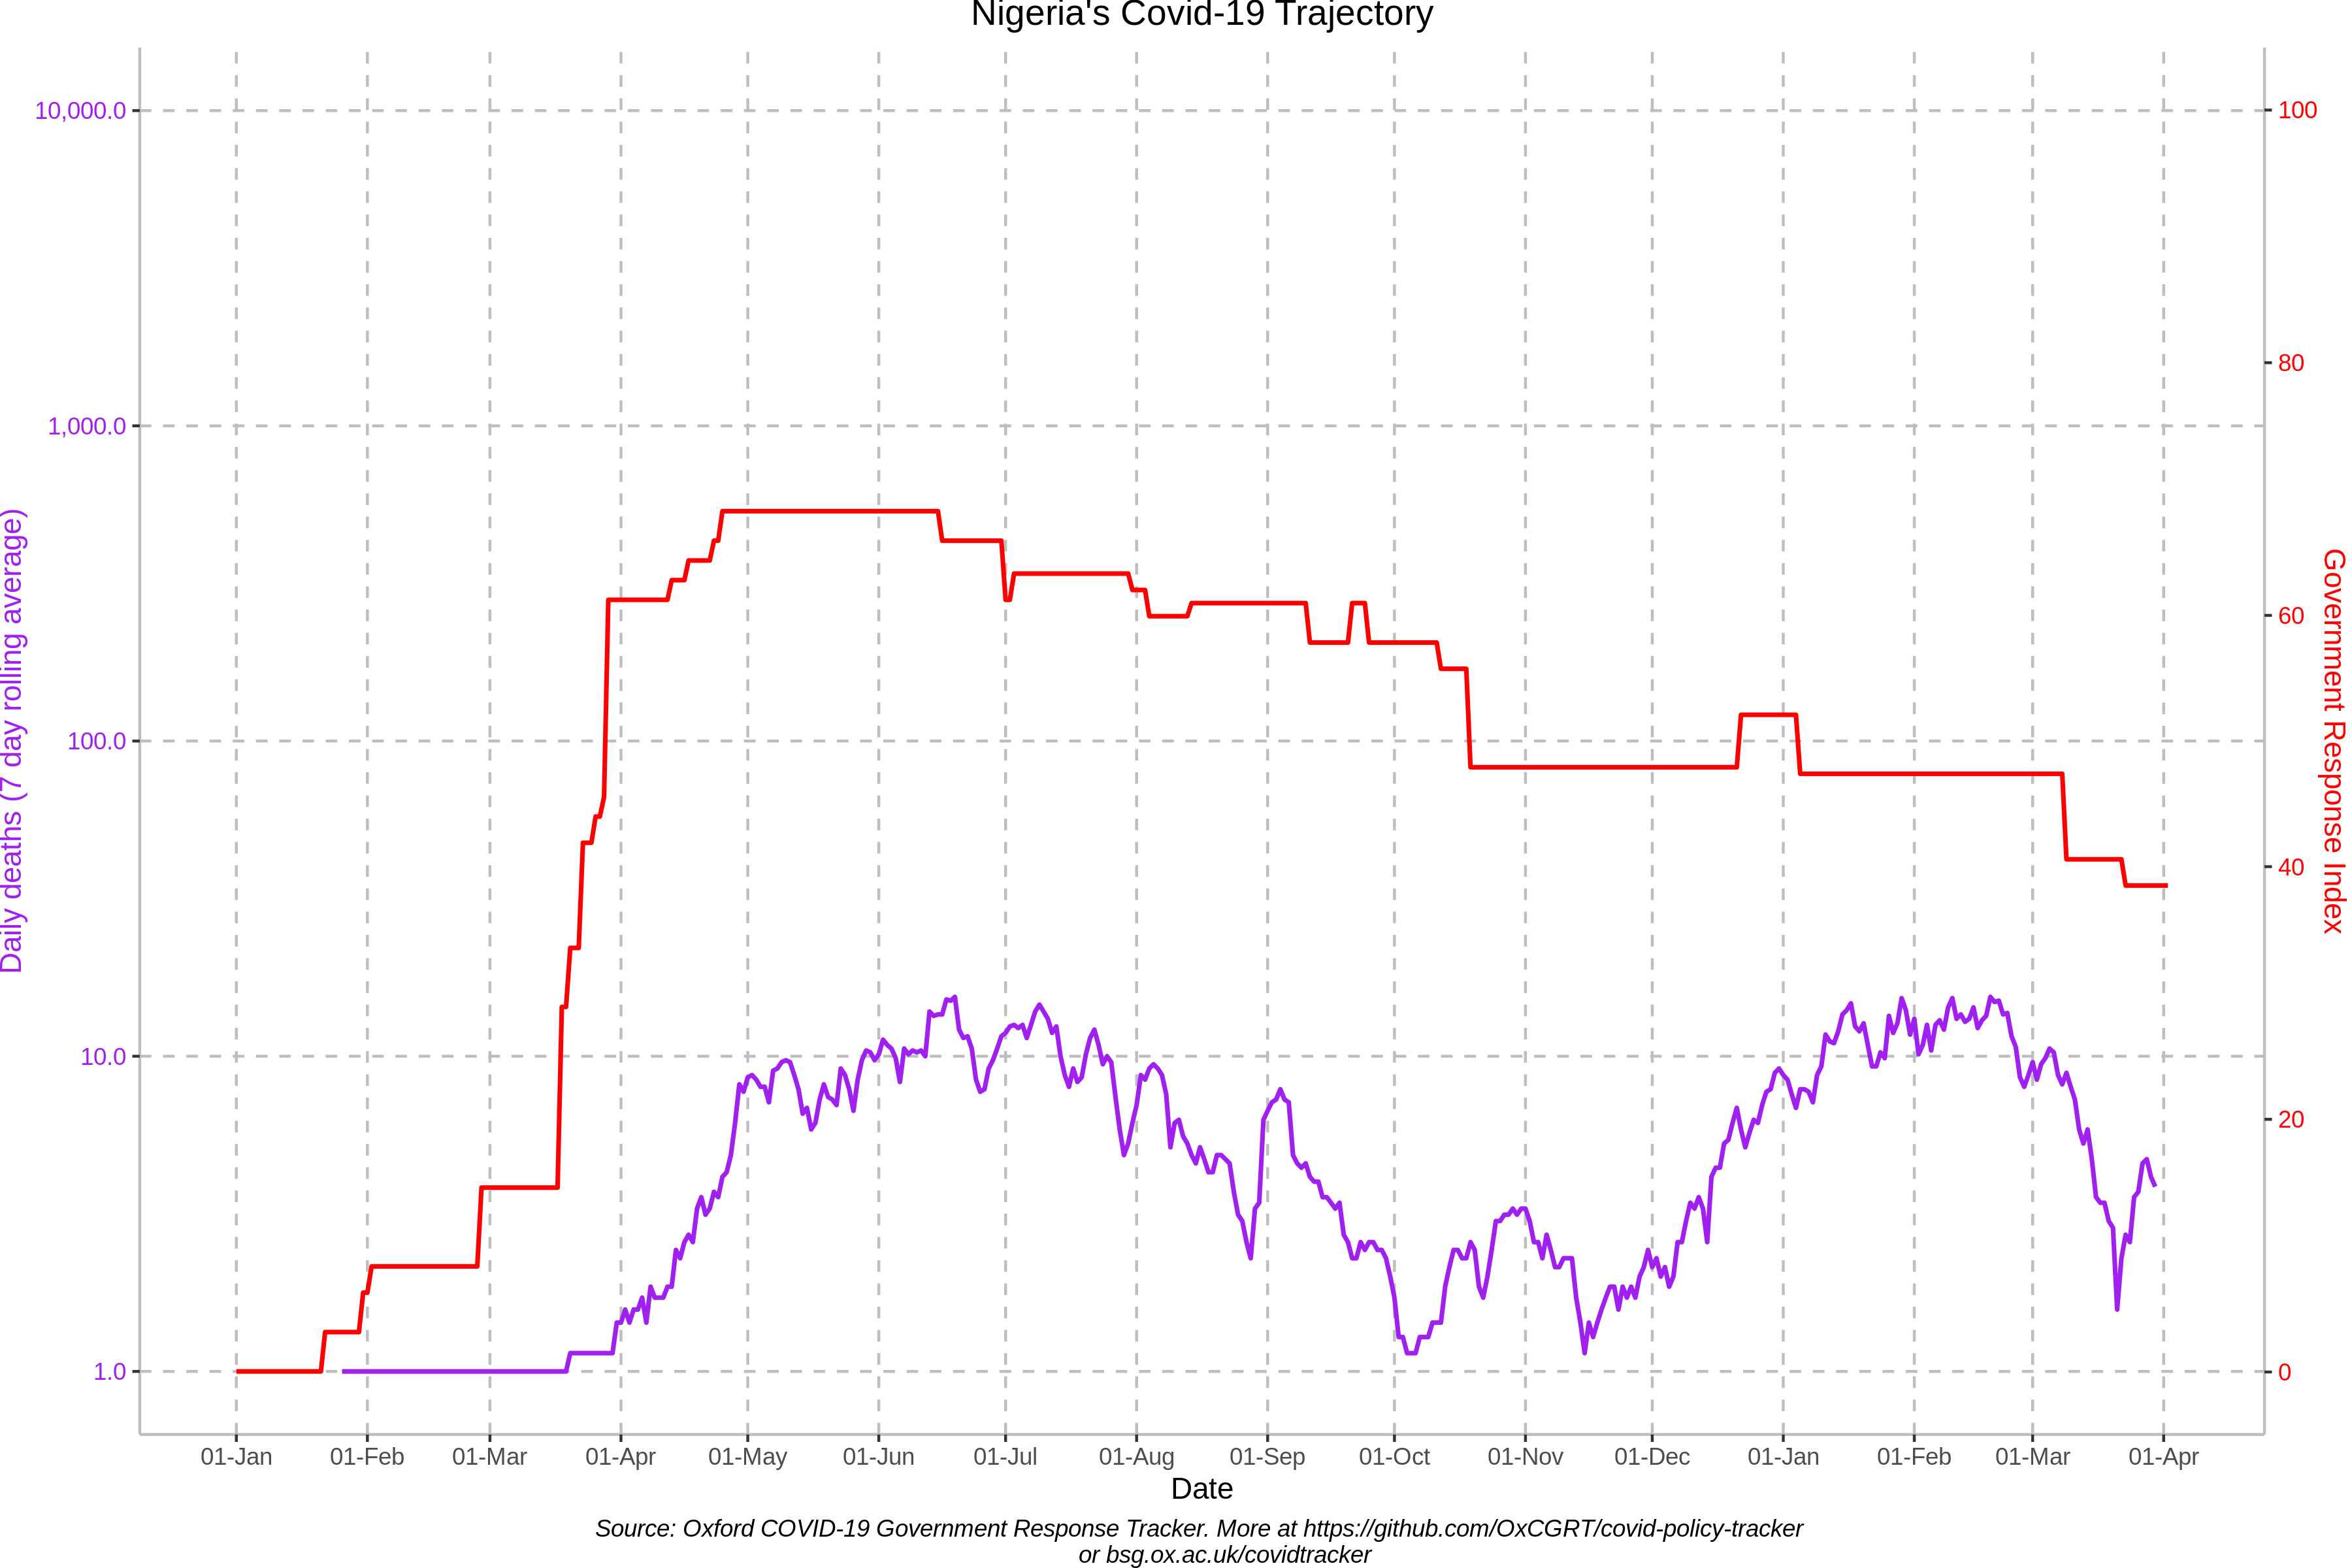 Nigeria's Covid-19 Trajectory
10,000.0
1,000.0
100.0
10.0
1.0
Daily deaths (7 day rolling average)
100
80
60
40
20
0
Government Response Index
01-Jan 01-Feb 01-Mar 01-Apr 01-May 01-Jun 01-Jul 01-Aug 01-Sep 01-Oct 01-Nov 01-Dec 01-Jan 01-Feb 01-Mar 01-Apr
Date
Source: Oxford COVID-19 Government Response Tracker. More at https://github.com/OxCGRT/covid-policy-tracker
or bsg.ox.ac.uk/covidtracker